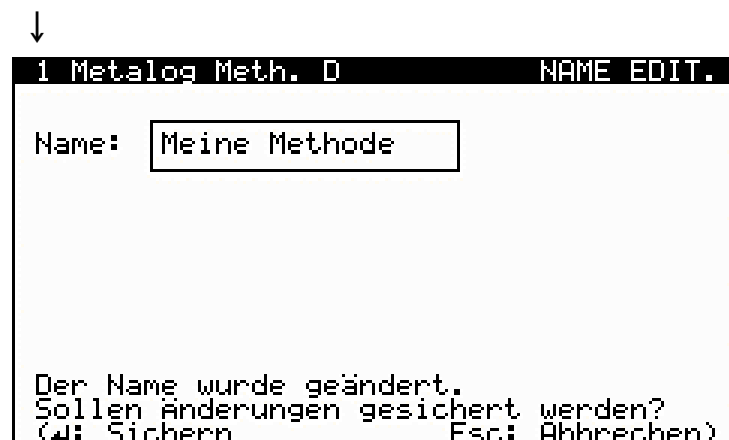 ↓
1 Metalog Meth. D NAME EDIT.
Name: Meine Methode
Der Name wurde geändert.
Sollen Änderungen gesichert werden?
(↵: Sichern Esc: Abbrechen)